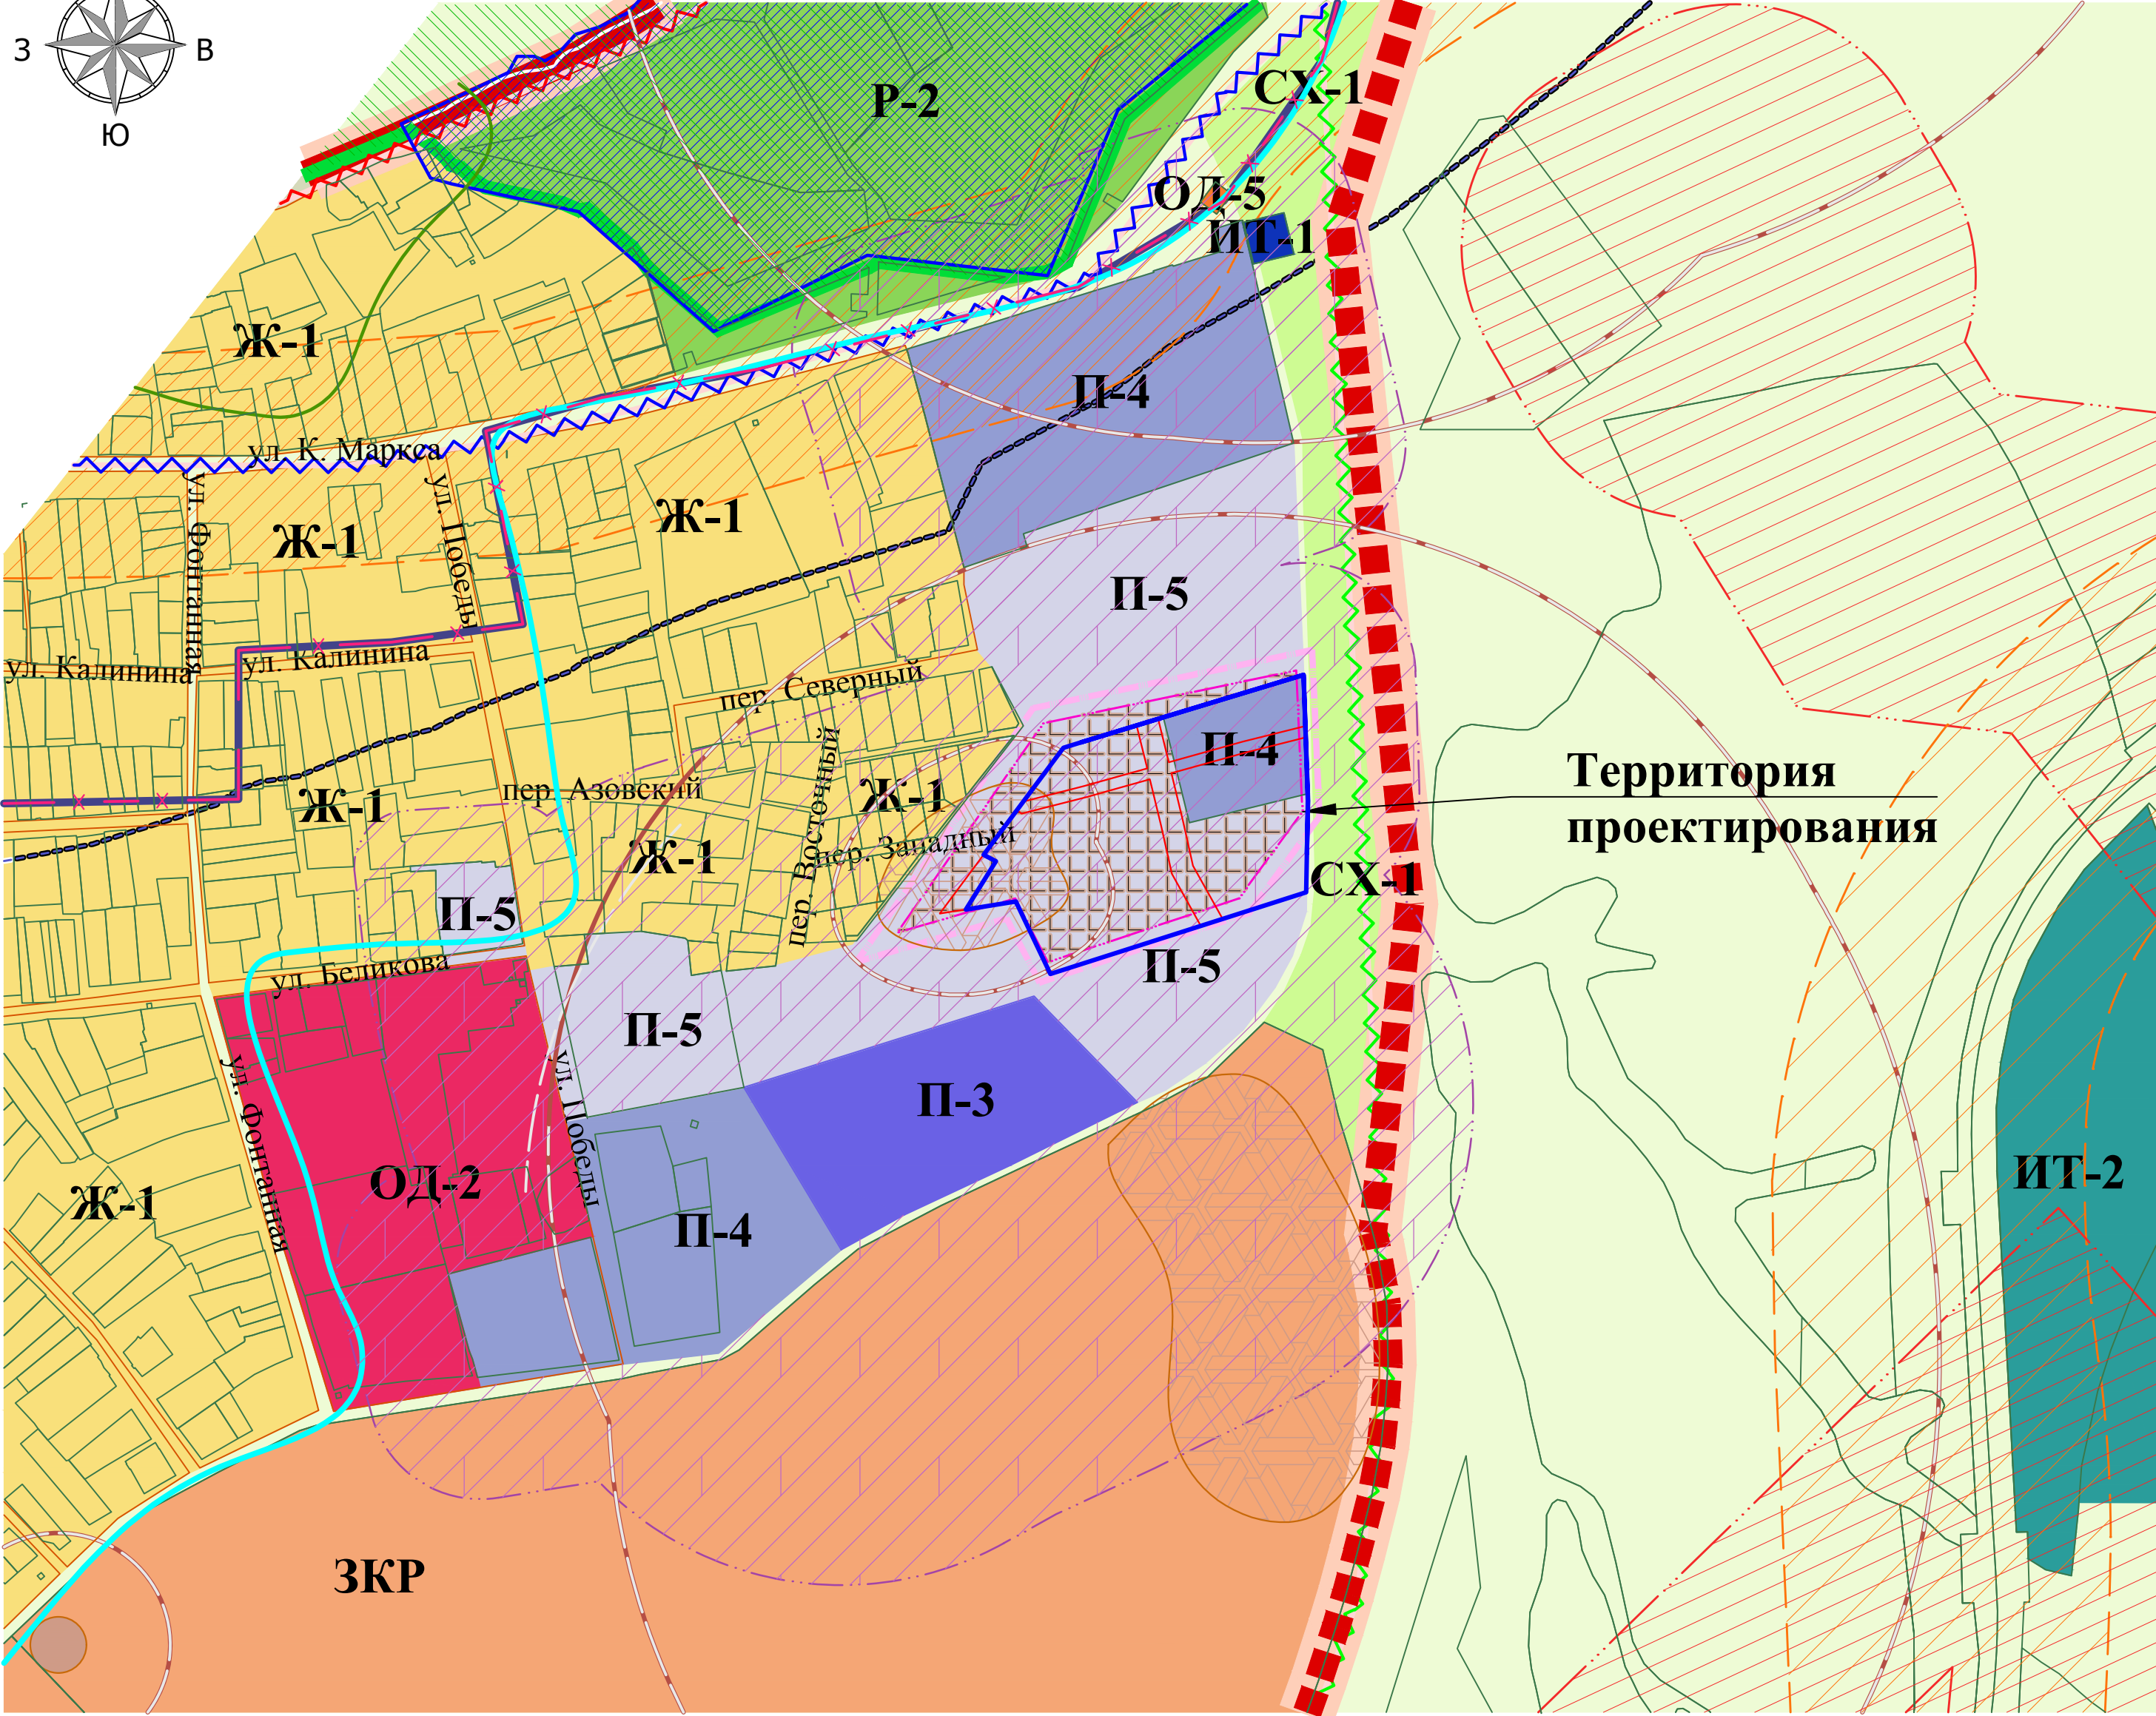 З
В
Ю
Р-2
СХ-1
ОД-5
ИТ-1
Ж-1
П-4
ул. К. Маркса
ул. Фонтанная
ул. Победы
Ж-1
Ж-1
П-5
ул. Калинина
ул. Калинина
пер. Северный
П-4
Территория
проектирования
пер. Азовский
пер. Восточный
Ж-1
Ж-1
Ж-1
пер. Западный
СХ-1
П-5
П-5
ул. Беликова
П-5
ул. Победы
П-3
ул. Фонтанная
ОД-2
Ж-1
П-4
ИТ-2
ЗКР